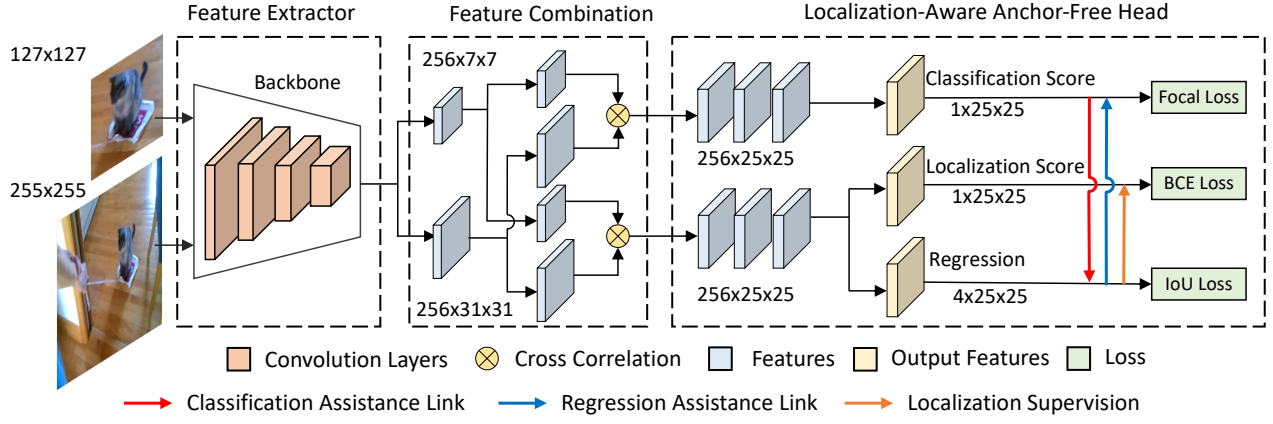 Feature Extractor
Feature Combination
Localization-Aware Anchor-Free Head
127x127
255x255
Backbone
256x7x7
256x31x31
256x25x25
256x25x25
Classification Score
1x25x25
Localization Score
1x25x25
Regression
4x25x25
Focal Loss
BCE Loss
IoU Loss
Convolution Layers
Cross Correlation
Features
Output Features
Loss
Classification Assistance Link
Regression Assistance Link
Localization Supervision